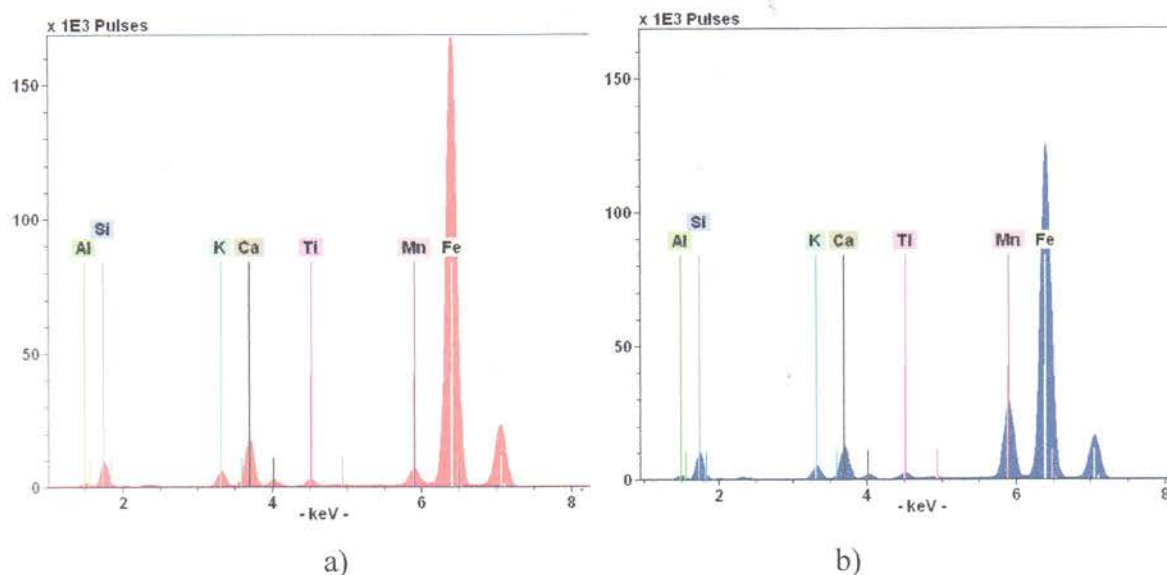 x 1E3 Pulses
150
100
50
0
Al
Si
K
Ca
Ti
Mn
Fe
2
4
6
8
- keV -
a)
x 1E3 Pulses
150
100
50
0
Al
Si
K
Ca
Ti
Mn
Fe
2
4
6
8
- keV -
b)